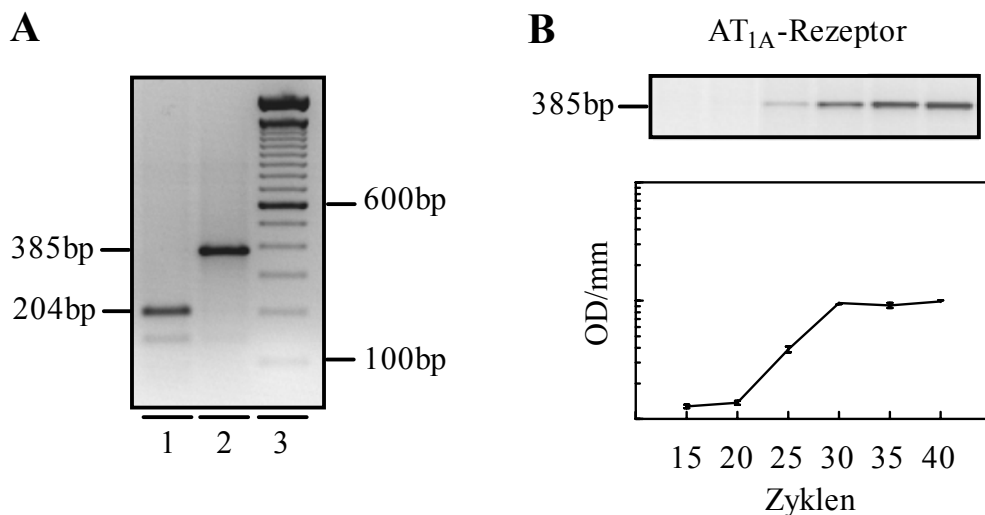 A
600bp
385bp
204bp
100bp
1 2 3
B
AT1A-Rezeptor
385bp
OD/mm
15 20 25 30 35 40
Zyklen